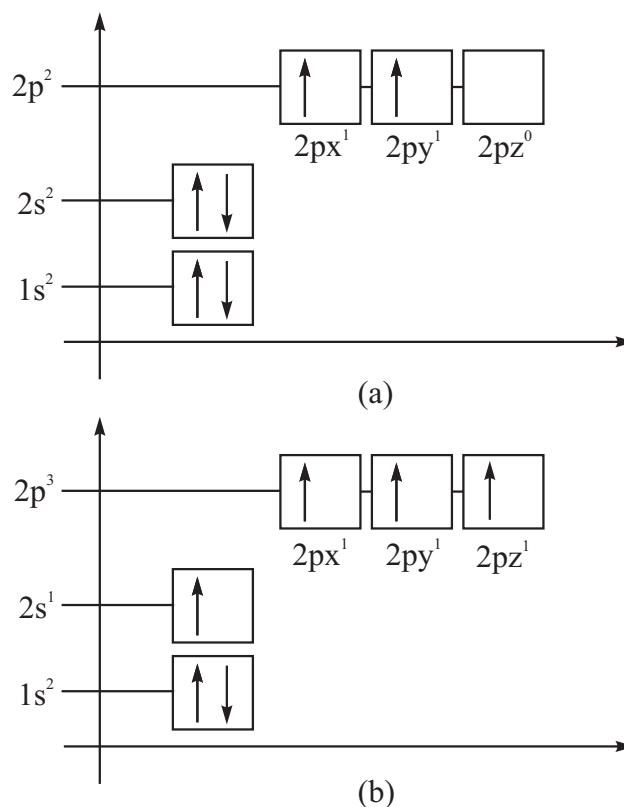 2p²
2px¹ 2py¹ 2pz⁰
2s²
1s²
(a)
2p³
2px¹ 2py¹ 2pz¹
2s¹
1s²
(b)